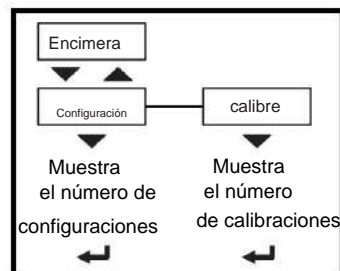 Encimera
Configuración
calibre
Muestra
el número de
configuraciones
Muestra
el número
de calibraciones